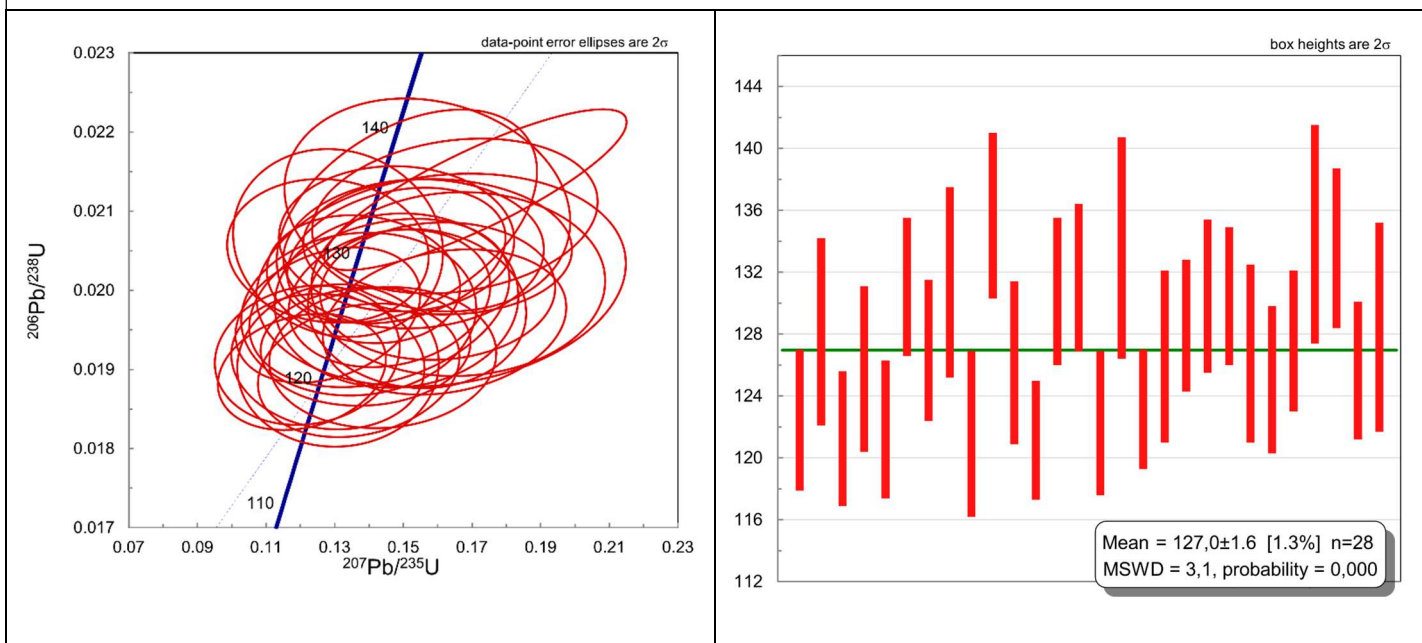 data-point error ellipses are 2σ
0.023
0.022
0.021
0.020
0.019
0.018
0.017
²⁰⁶Pb/²³⁸U
140
130
120
110
0.07 0.09 0.11 0.13 0.15 0.17 0.19 0.21 0.23
²⁰⁷Pb/²³⁵U
box heights are 2σ
144
140
136
132
128
124
120
116
112
Mean = 127,0±1.6 [1.3%] n=28
MSWD = 3,1, probability = 0,000